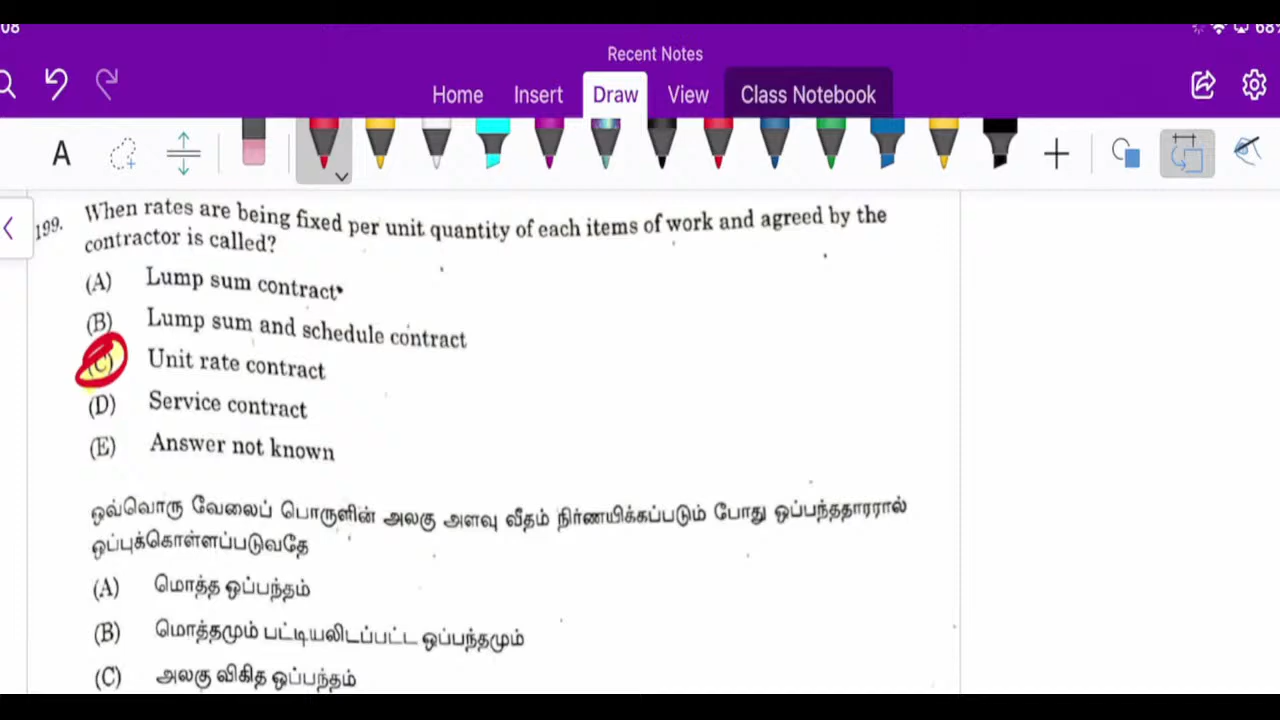 08
68%
Recent Notes
Home Insert Draw View Class Notebook
A
199. When rates are being fixed per unit quantity of each items of work and agreed by the
contractor is called?
(A) Lump sum contract
(B) Lump sum and schedule contract
(C) Unit rate contract
(D) Service contract
(E) Answer not known
ஒவ்வொரு வேலைப் பொருளின் அலகு அளவு வீதம் நிர்ணயிக்கப்படும் போது ஒப்பந்ததாரரால்
ஒப்புக்கொள்ளப்படுவதே
(A) மொத்த ஒப்பந்தம்
(B) மொத்தமும் பட்டியலிடப்பட்ட ஒப்பந்தமும்
(C) அலகு விகித ஒப்பந்தம்